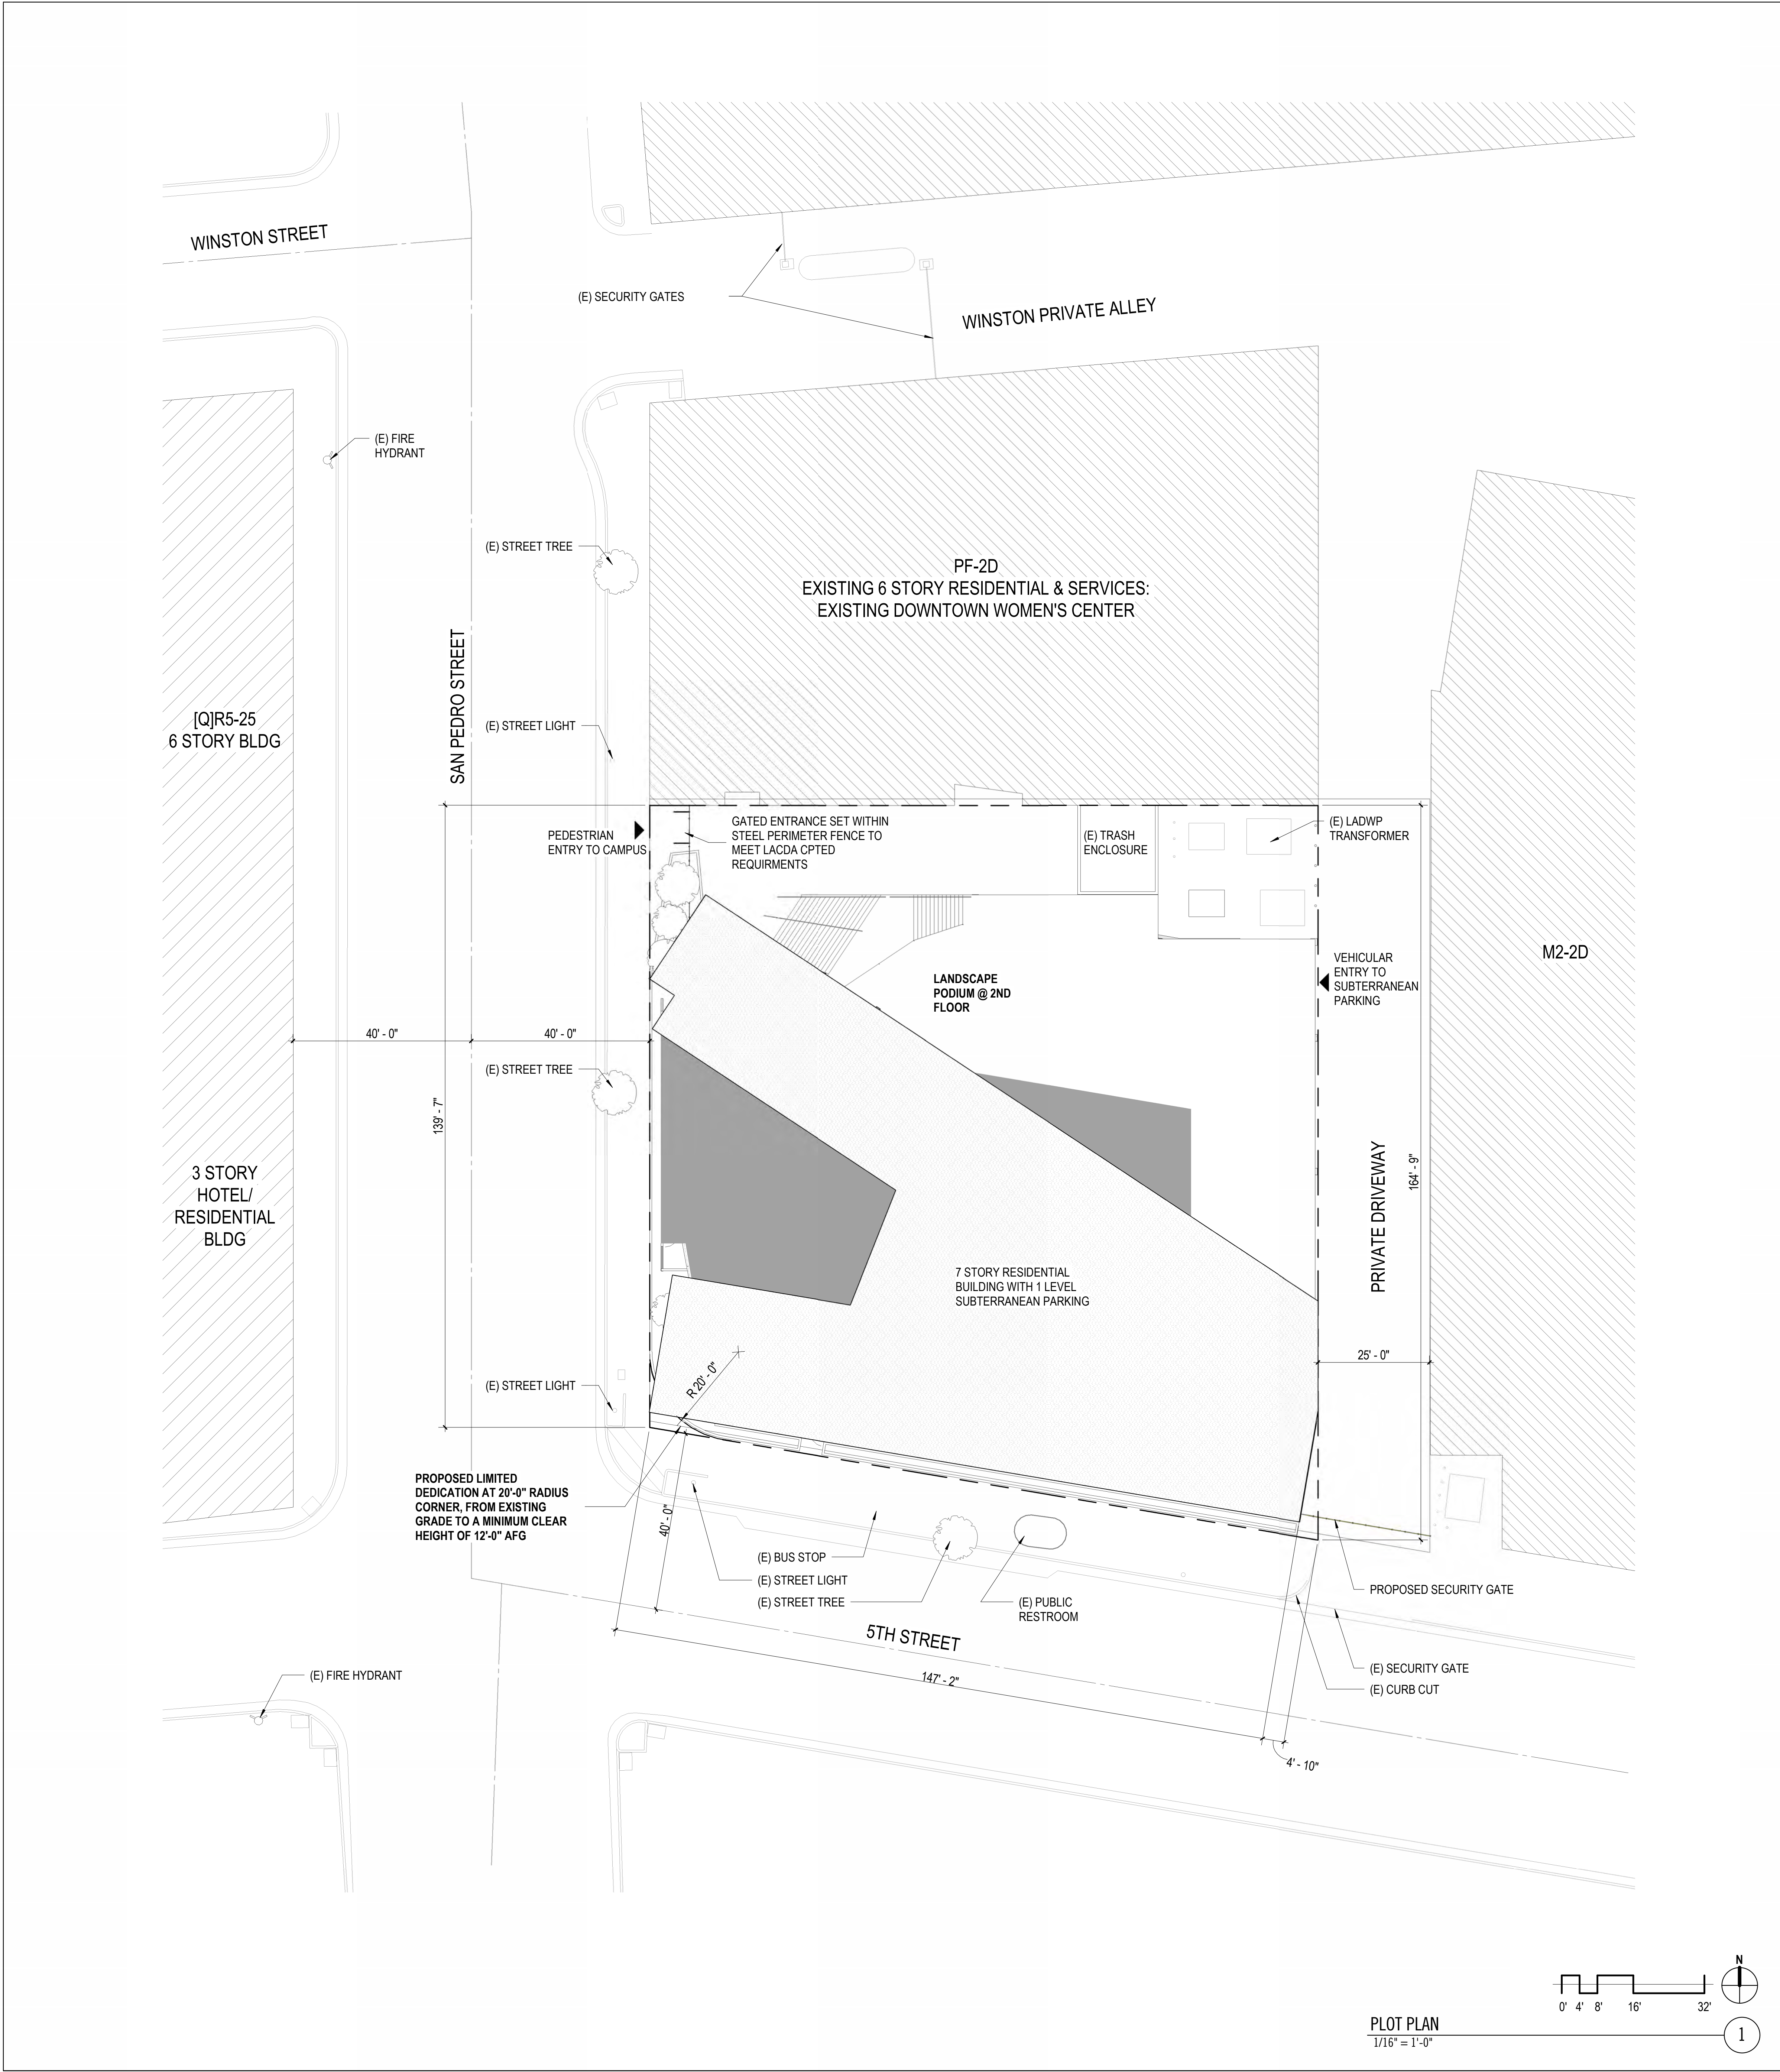 WINSTON STREET
(E) SECURITY GATES
WINSTON PRIVATE ALLEY
(E) FIRE
HYDRANT
(E) STREET TREE
PF-2D
EXISTING 6 STORY RESIDENTIAL & SERVICES:
EXISTING DOWNTOWN WOMEN'S CENTER
SAN PEDRO STREET
[Q]R5-25
6 STORY BLDG
(E) STREET LIGHT
PEDESTRIAN
ENTRY TO CAMPUS
GATED ENTRANCE SET WITHIN
STEEL PERIMETER FENCE TO
MEET LACDA CPTED
REQUIRMENTS
(E) TRASH
ENCLOSURE
(E) LADWP
TRANSFORMER
M2-2D
VEHICULAR
ENTRY TO
SUBTERRANEAN
PARKING
LANDSCAPE
PODIUM @ 2ND
FLOOR
40' - 0"
40' - 0"
(E) STREET TREE
139' - 7"
164' - 9"
PRIVATE DRIVEWAY
3 STORY
HOTEL/
RESIDENTIAL
BLDG
7 STORY RESIDENTIAL
BUILDING WITH 1 LEVEL
SUBTERRANEAN PARKING
25' - 0"
R 20' - 0"
(E) STREET LIGHT
PROPOSED LIMITED
DEDICATION AT 20'-0" RADIUS
CORNER, FROM EXISTING
GRADE TO A MINIMUM CLEAR
HEIGHT OF 12'-0" AFG
40' - 0"
(E) BUS STOP
(E) STREET LIGHT
(E) STREET TREE
(E) PUBLIC
RESTROOM
PROPOSED SECURITY GATE
5TH STREET
(E) SECURITY GATE
(E) CURB CUT
(E) FIRE HYDRANT
147' - 2"
4' - 10"
N
0' 4' 8' 16' 32'
PLOT PLAN
1/16" = 1'-0"
1